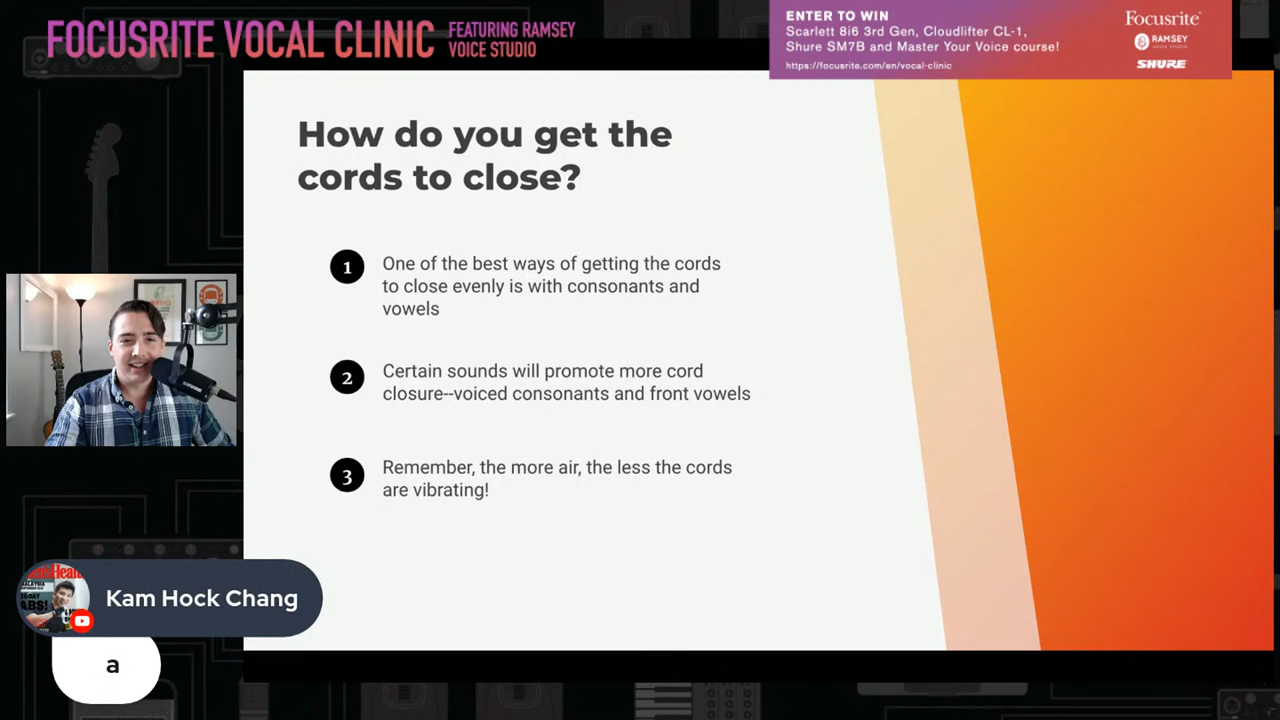 FOCUSRITE VOCAL CLINIC
FEATURING RAMSEY
VOICE STUDIO
ENTER TO WIN
Scarlett 8i6 3rd Gen, Cloudlifter CL-1,
Shure SM7B and Master Your Voice course!
https://focusrite.com/en/vocal-clinic
Focusrite®
RAMSEY
VOICE STUDIO
SHURE
How do you get the
cords to close?
1
One of the best ways of getting the cords
to close evenly is with consonants and
vowels
2
Certain sounds will promote more cord
closure--voiced consonants and front vowels
3
Remember, the more air, the less the cords
are vibrating!
Kam Hock Chang
a